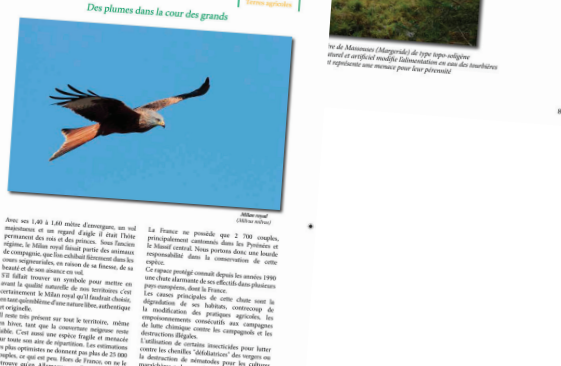 Terres agricoles
Des plumes dans la cour des grands
Milan royal
(Milvus milvus)
Avec ses 1,40 à 1,60 mètre d'envergure, un vol
majestueux et un regard d'aigle il était l'hôte
permanent des rois et des princes. Sous l'ancien
régime, le Milan royal faisait partie des animaux
de compagnie, que l'on exhibait fièrement dans les
cours seigneuriales, en raison de sa finesse, de sa
beauté et de son aisance en vol.
S'il fallait trouver un symbole pour mettre en
avant la qualité naturelle de nos territoires c'est
certainement le Milan royal qu'il faudrait choisir,
en tant qu'emblème d'une nature libre, authentique
et originelle.
Il reste très présent sur tout le territoire, même
en hiver, tant que la couverture neigeuse reste
faible. C'est aussi une espèce fragile et menacée
sur toute son aire de répartition. Les estimations
les plus optimistes ne donnent pas plus de 25 000
couples, ce qui est peu. Hors de France, on ne le
trouve qu'en
La France ne possède que 2 700 couples,
principalement cantonnés dans les Pyrénées et
le Massif central. Nous portons donc une lourde
responsabilité dans la conservation de cette
espèce.
Ce rapace protégé connaît depuis les années 1990
une chute alarmante de ses effectifs dans plusieurs
pays européens, dont la France.
Les causes principales de cette chute sont la
dégradation de ses habitats, contrecoup de
la modification des pratiques agricoles, les
empoisonnements consécutifs aux campagnes
de lutte chimique contre les campagnols et les
destructions illégales.
L'utilisation de certains insecticides pour lutter
contre les chenilles "défoliatrices" des vergers ou
la destruction de nématodes pour les cultures
re de Massouses (Margeride) de type topo-soligène
aturel et artificiel modifie l'alimentation en eau des tourbières
t représente une menace pour leur pérennité